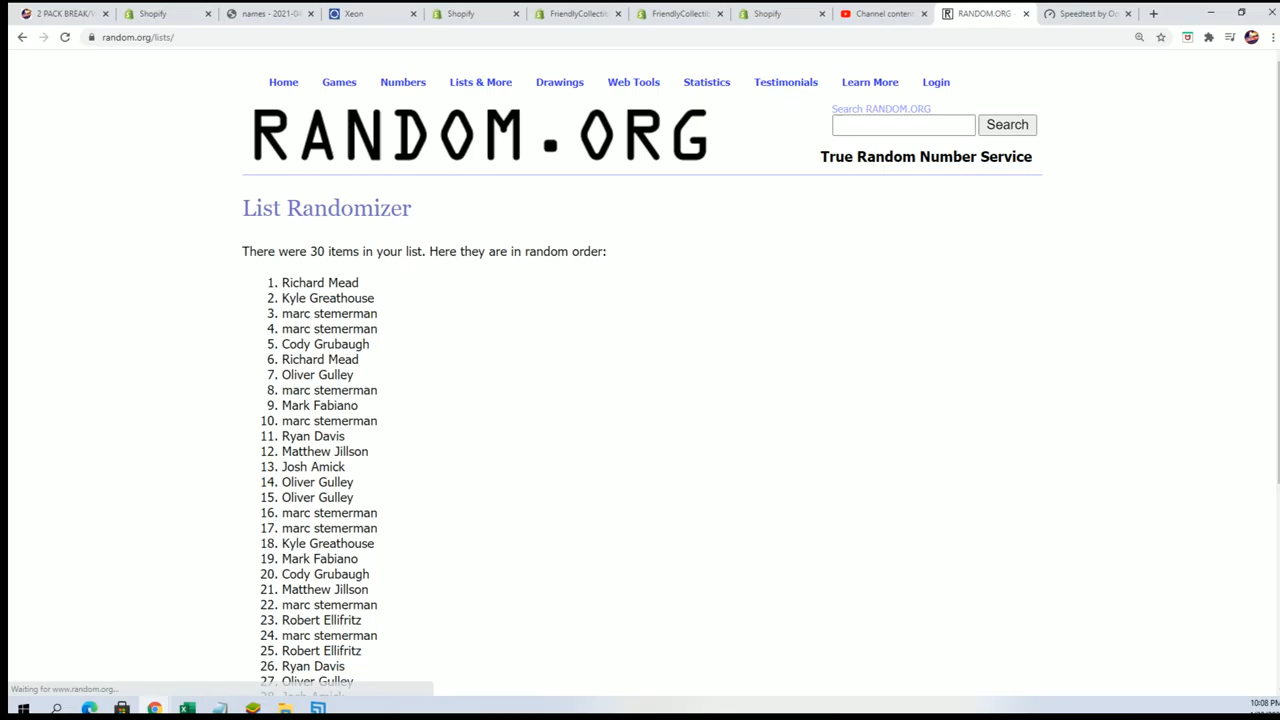 2 PACK BREAK/
Shopify
names - 2021-04
Xeon
Shopify
FriendlyCollectib
FriendlyCollectib
Shopify
Channel content
RANDOM.ORG -
Speedtest by Oo
random.org/lists/
Home Games Numbers Lists & More Drawings Web Tools Statistics Testimonials Learn More Login
RANDOM.ORG
Search RANDOM.ORG
Search
True Random Number Service
List Randomizer
There were 30 items in your list. Here they are in random order:
1. Richard Mead
2. Kyle Greathouse
3. marc stemerman
4. marc stemerman
5. Cody Grubaugh
6. Richard Mead
7. Oliver Gulley
8. marc stemerman
9. Mark Fabiano
10. marc stemerman
11. Ryan Davis
12. Matthew Jillson
13. Josh Amick
14. Oliver Gulley
15. Oliver Gulley
16. marc stemerman
17. marc stemerman
18. Kyle Greathouse
19. Mark Fabiano
20. Cody Grubaugh
21. Matthew Jillson
22. marc stemerman
23. Robert Ellifritz
24. marc stemerman
25. Robert Ellifritz
26. Ryan Davis
27. Oliver Gulley
28. Josh Amick
Waiting for www.random.org...
10:08 PM